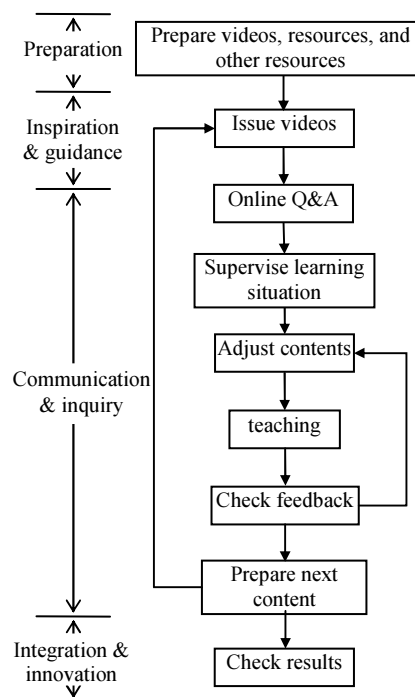 Preparation
Prepare videos, resources, and
other resources
Inspiration
& guidance
Issue videos
Online Q&A
Supervise learning
situation
Adjust contents
Communication
& inquiry
teaching
Check feedback
Prepare next
content
Integration &
innovation
Check results